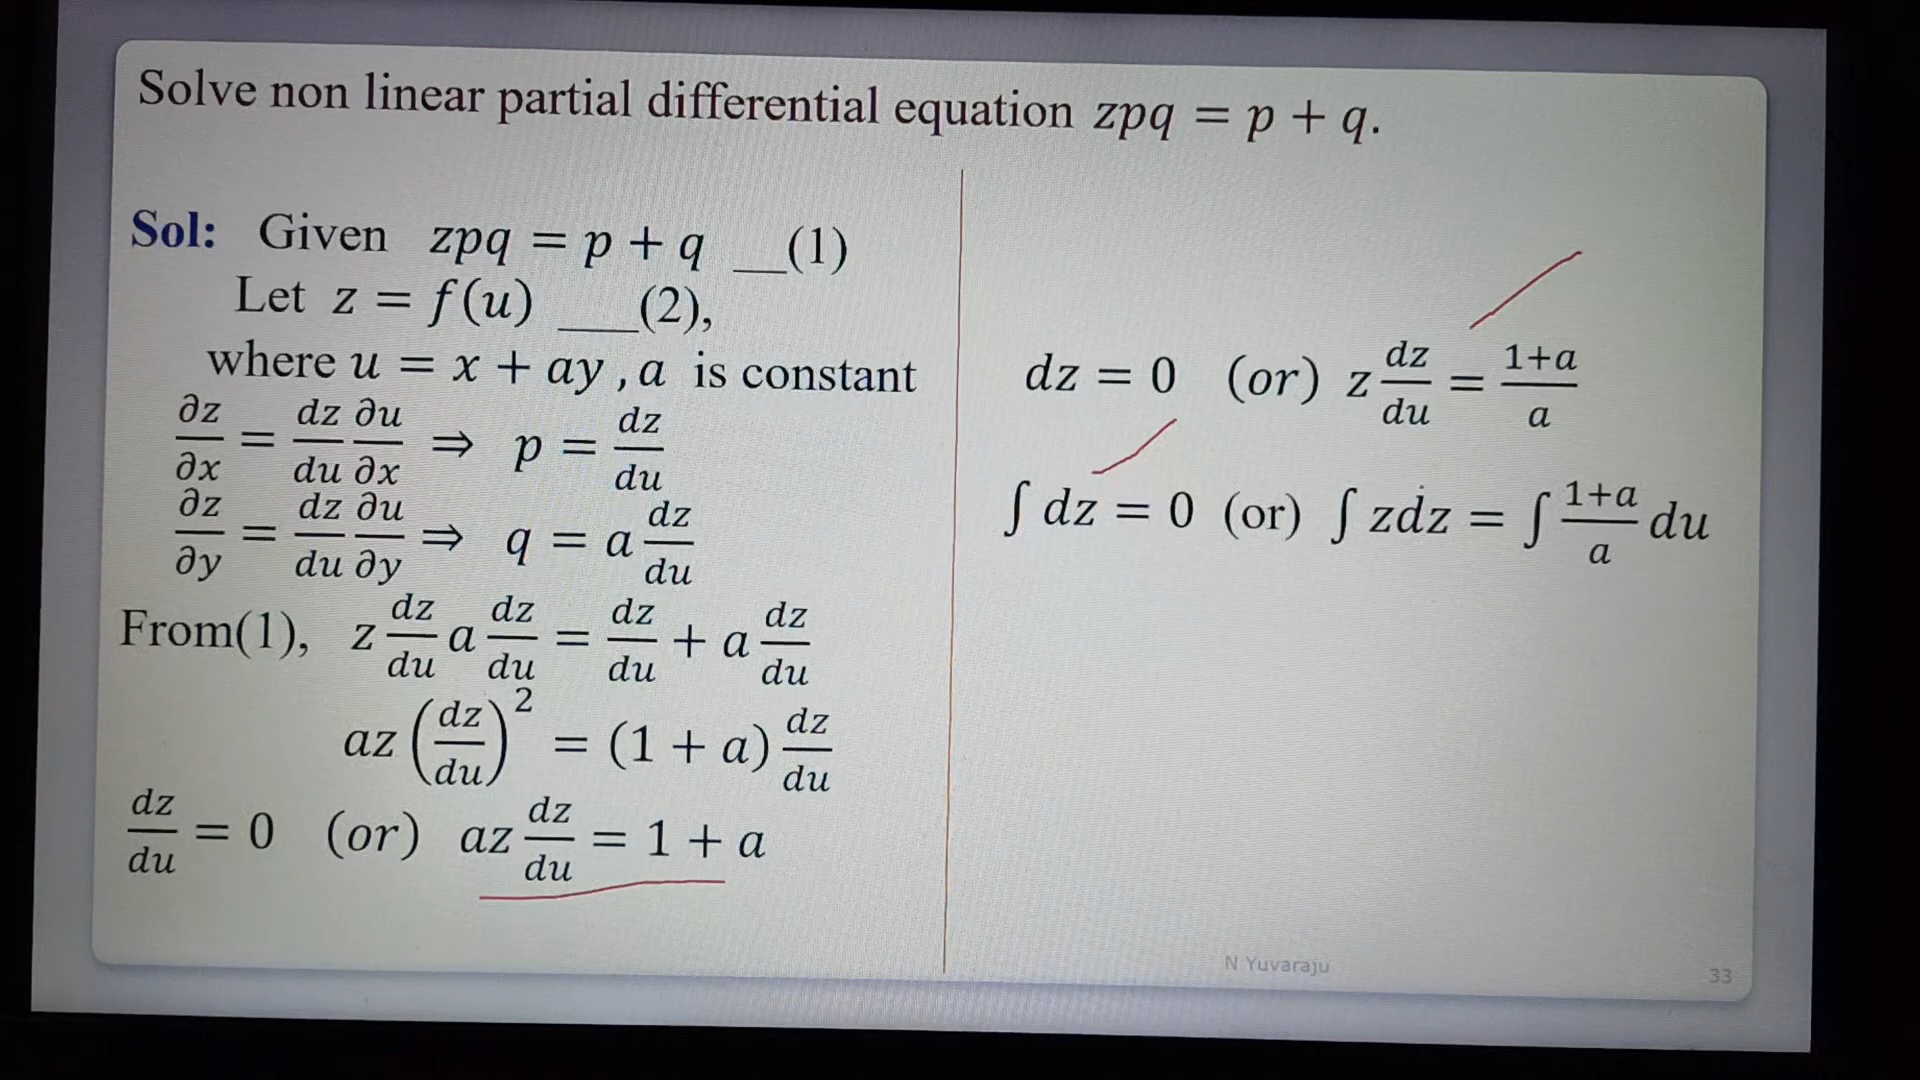 Solve non linear partial differential equation zpq = p + q.
Sol: Given zpq = p + q __(1)
Let z = f(u) ___(2),
where u = x + ay , a is constant
∂z/∂x = dz/du ∂u/∂x ⇒ p = dz/du
∂z/∂y = dz/du ∂u/∂y ⇒ q = a dz/du
From(1), z dz/du a dz/du = dz/du + a dz/du
az (dz/du)² = (1 + a) dz/du
dz/du = 0 (or) az dz/du = 1 + a
dz = 0 (or) z dz/du = 1+a/a
∫ dz = 0 (or) ∫ zdz = ∫ 1+a/a du
N Yuvaraju
33